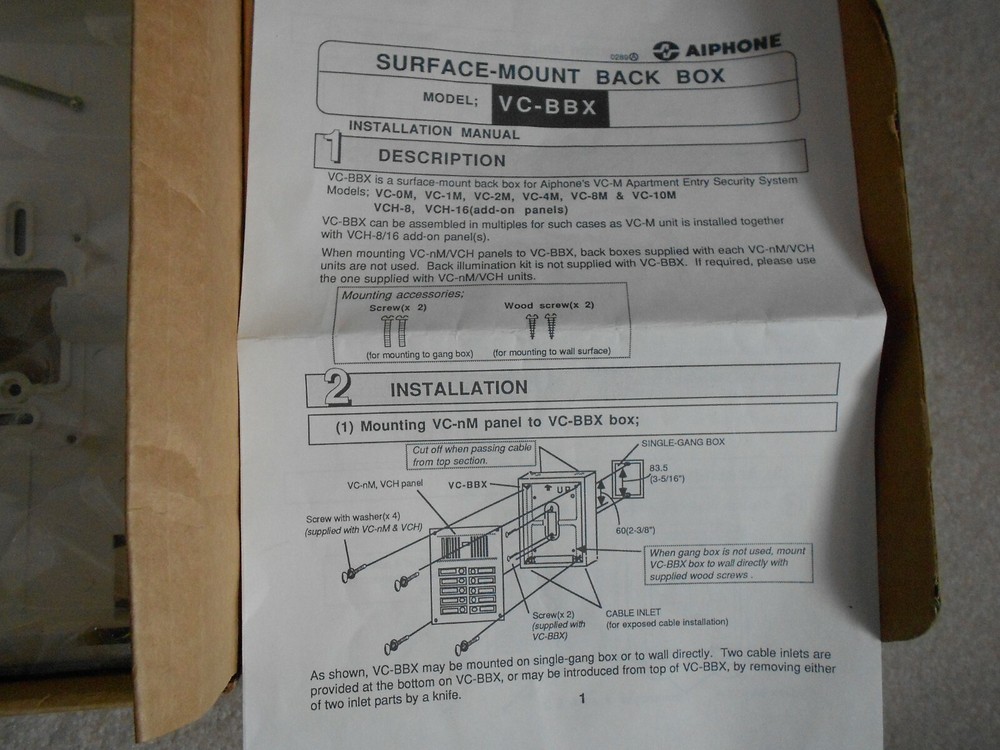 0289Ⓐ AIPHONE
SURFACE-MOUNT BACK BOX
MODEL; VC-BBX
INSTALLATION MANUAL
1 DESCRIPTION
VC-BBX is a surface-mount back box for Aiphone's VC-M Apartment Entry Security System
Models; VC-0M, VC-1M, VC-2M, VC-4M, VC-8M & VC-10M
VCH-8, VCH-16(add-on panels)
VC-BBX can be assembled in multiples for such cases as VC-M unit is installed together
with VCH-8/16 add-on panel(s).
When mounting VC-nM/VCH panels to VC-BBX, back boxes supplied with each VC-nM/VCH
units are not used. Back illumination kit is not supplied with VC-BBX. If required, please use
the one supplied with VC-nM/VCH units.
Mounting accessories;
Screw(x 2)
(for mounting to gang box)
Wood screw(x 2)
(for mounting to wall surface)
2 INSTALLATION
(1) Mounting VC-nM panel to VC-BBX box;
Cut off when passing cable
from top section.
SINGLE-GANG BOX
83.5
(3-5/16")
VC-nM, VCH panel
VC-BBX
UP
Screw with washer(x 4)
(supplied with VC-nM & VCH)
60(2-3/8")
When gang box is not used, mount
VC-BBX box to wall directly with
supplied wood screws .
Screw(x 2)
(supplied with
VC-BBX)
CABLE INLET
(for exposed cable installation)
As shown, VC-BBX may be mounted on single-gang box or to wall directly. Two cable inlets are
provided at the bottom on VC-BBX, or may be introduced from top of VC-BBX, by removing either
of two inlet parts by a knife.
1